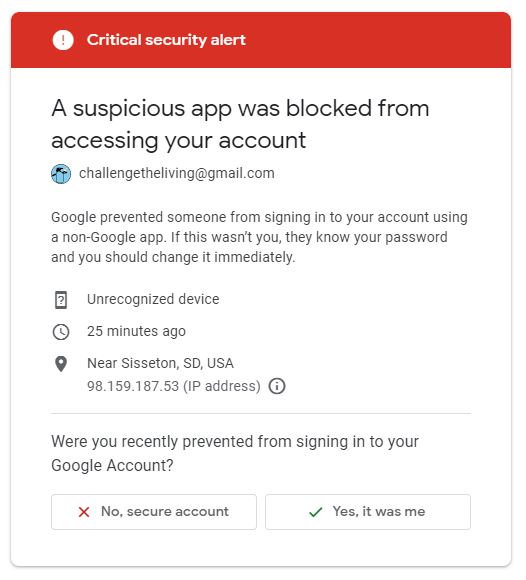 Critical security alert
A suspicious app was blocked from
accessing your account
challengetheliving@gmail.com
Google prevented someone from signing in to your account using
a non-Google app. If this wasn't you, they know your password
and you should change it immediately.
Unrecognized device
25 minutes ago
Near Sisseton, SD, USA
98.159.187.53 (IP address)
Were you recently prevented from signing in to your
Google Account?
No, secure account
Yes, it was me